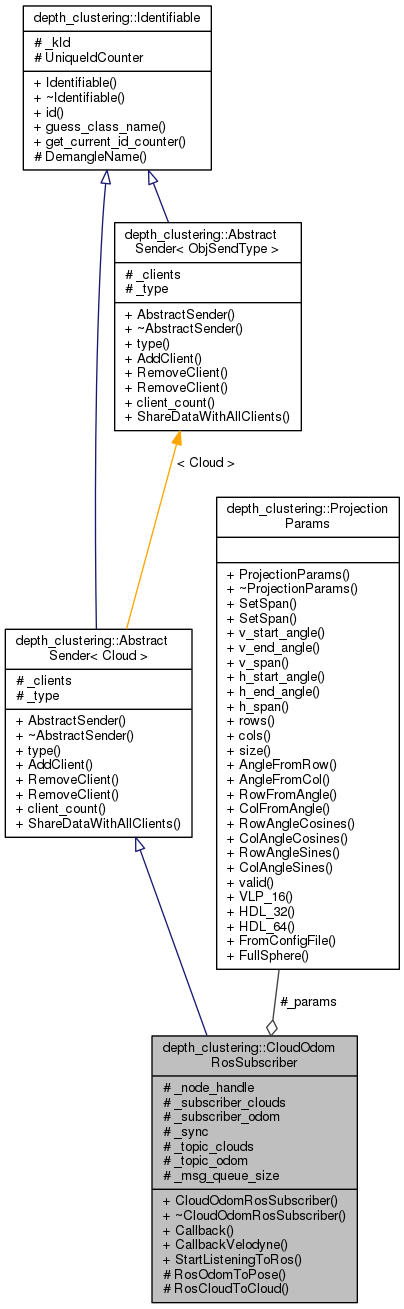 depth_clustering::Identifiable
# _kId
# UniqueIdCounter
+ Identifiable()
+ ~Identifiable()
+ id()
+ guess_class_name()
+ get_current_id_counter()
# DemangleName()
depth_clustering::Abstract
Sender< ObjSendType >
# _clients
# _type
+ AbstractSender()
+ ~AbstractSender()
+ type()
+ AddClient()
+ RemoveClient()
+ RemoveClient()
+ client_count()
+ ShareDataWithAllClients()
< Cloud >
depth_clustering::Projection
Params
+ ProjectionParams()
+ ~ProjectionParams()
+ SetSpan()
+ SetSpan()
+ v_start_angle()
+ v_end_angle()
+ v_span()
+ h_start_angle()
+ h_end_angle()
+ h_span()
+ rows()
+ cols()
+ size()
+ AngleFromRow()
+ AngleFromCol()
+ RowFromAngle()
+ ColFromAngle()
+ RowAngleCosines()
+ ColAngleCosines()
+ RowAngleSines()
+ ColAngleSines()
+ valid()
+ VLP_16()
+ HDL_32()
+ HDL_64()
+ FromConfigFile()
+ FullSphere()
depth_clustering::Abstract
Sender< Cloud >
# _clients
# _type
+ AbstractSender()
+ ~AbstractSender()
+ type()
+ AddClient()
+ RemoveClient()
+ RemoveClient()
+ client_count()
+ ShareDataWithAllClients()
#_params
depth_clustering::CloudOdom
RosSubscriber
# _node_handle
# _subscriber_clouds
# _subscriber_odom
# _sync
# _topic_clouds
# _topic_odom
# _msg_queue_size
+ CloudOdomRosSubscriber()
+ ~CloudOdomRosSubscriber()
+ Callback()
+ CallbackVelodyne()
+ StartListeningToRos()
# RosOdomToPose()
# RosCloudToCloud()